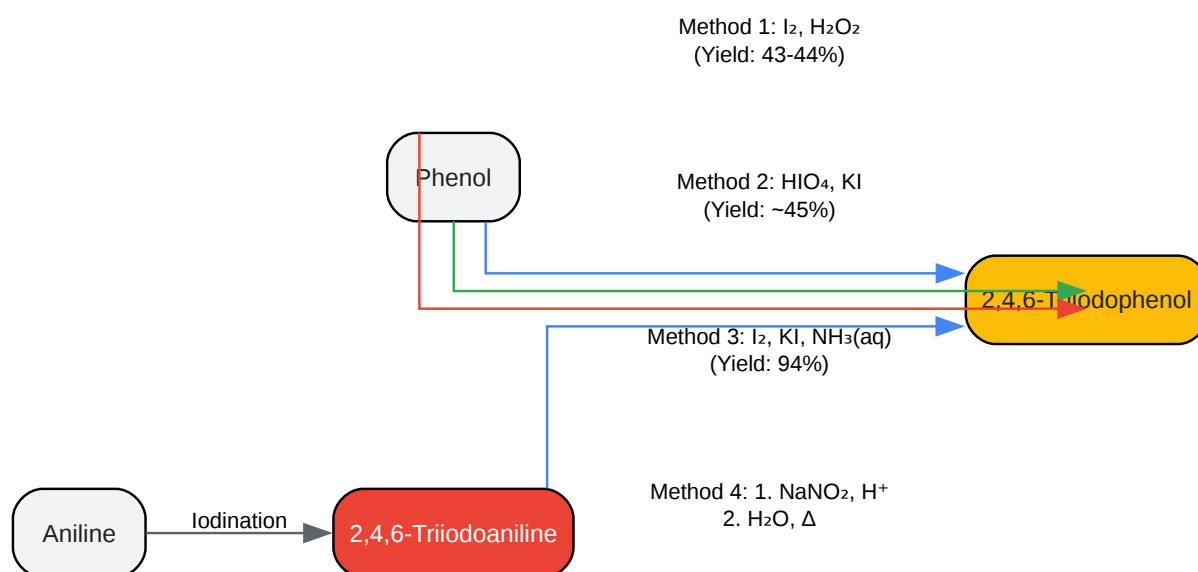 Method 1: I₂, H₂O₂
(Yield: 43-44%)
Phenol
Method 2: HIO₄, KI
(Yield: ~45%)
2,4,6-Triiodophenol
Method 3: I₂, KI, NH₃(aq)
(Yield: 94%)
Method 4: 1. NaNO₂, H⁺
2. H₂O, Δ
Aniline
Iodination
2,4,6-Triiodoaniline